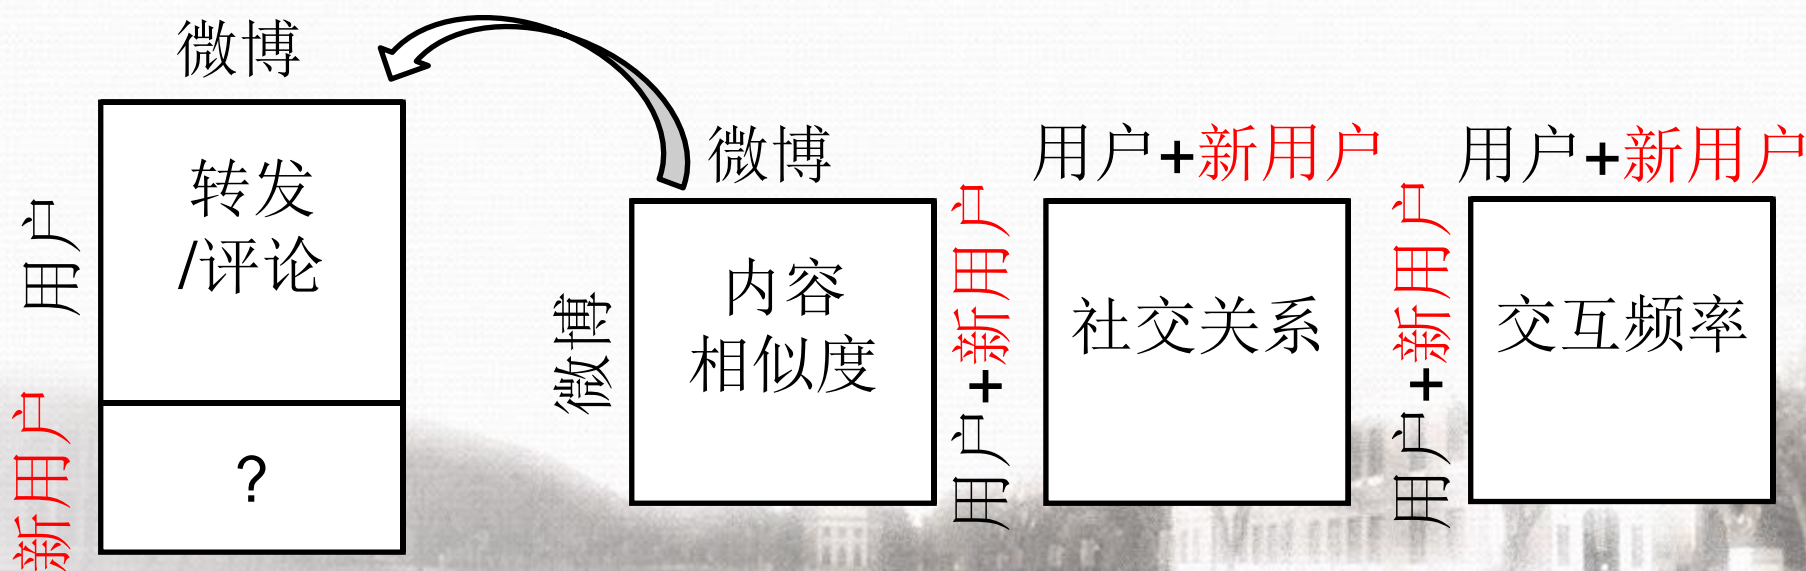 微博
用户
转发
/评论
新用户
?
微博
微博
内容
相似度
用户+新用户
用户+新用户
社交关系
用户+新用户
用户+新用户
交互频率